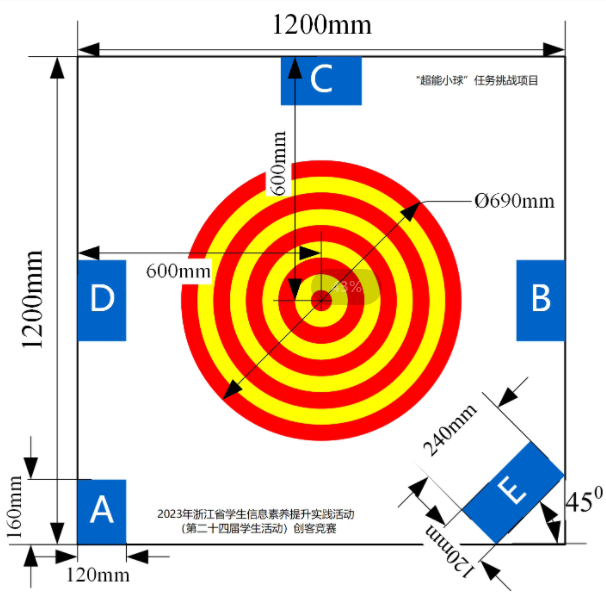 1200mm
C
“超能小球”任务挑战项目
600mm
Ø690mm
600mm
1200mm
D
B
43%
240mm
A
E
45⁰
160mm
2023年浙江省学生信息素养提升实践活动
（第二十四届学生活动）创客竞赛
120mm
120mm